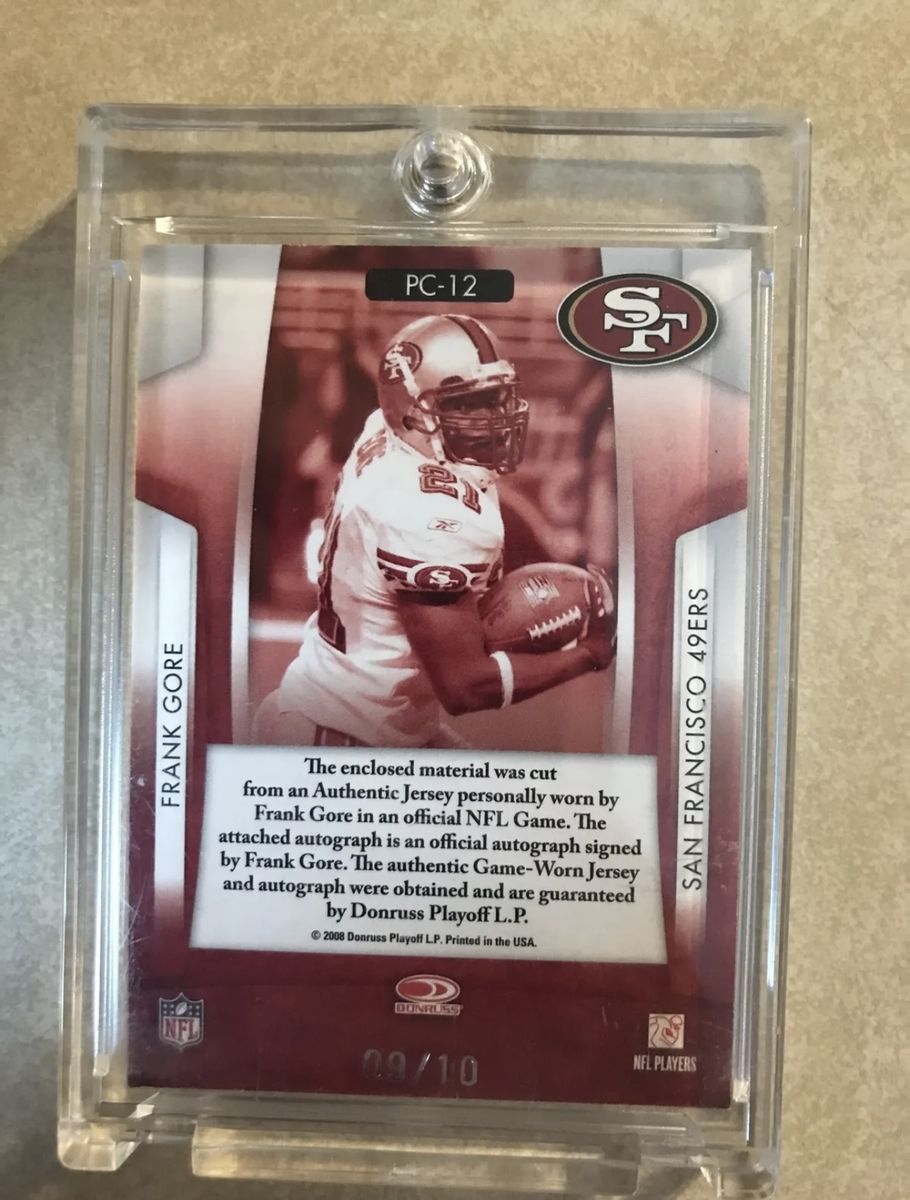 PC-12
SF
SF
21
SF
FRANK GORE
SAN FRANCISCO 49ERS
The enclosed material was cut
from an Authentic Jersey personally worn by
Frank Gore in an official NFL Game. The
attached autograph is an official autograph signed
by Frank Gore. The authentic Game-Worn Jersey
and autograph were obtained and are guaranteed
by Donruss Playoff L.P.
© 2008 Donruss Playoff L.P. Printed in the USA.
DONRUSS
NFL
NFL PLAYERS
09/10